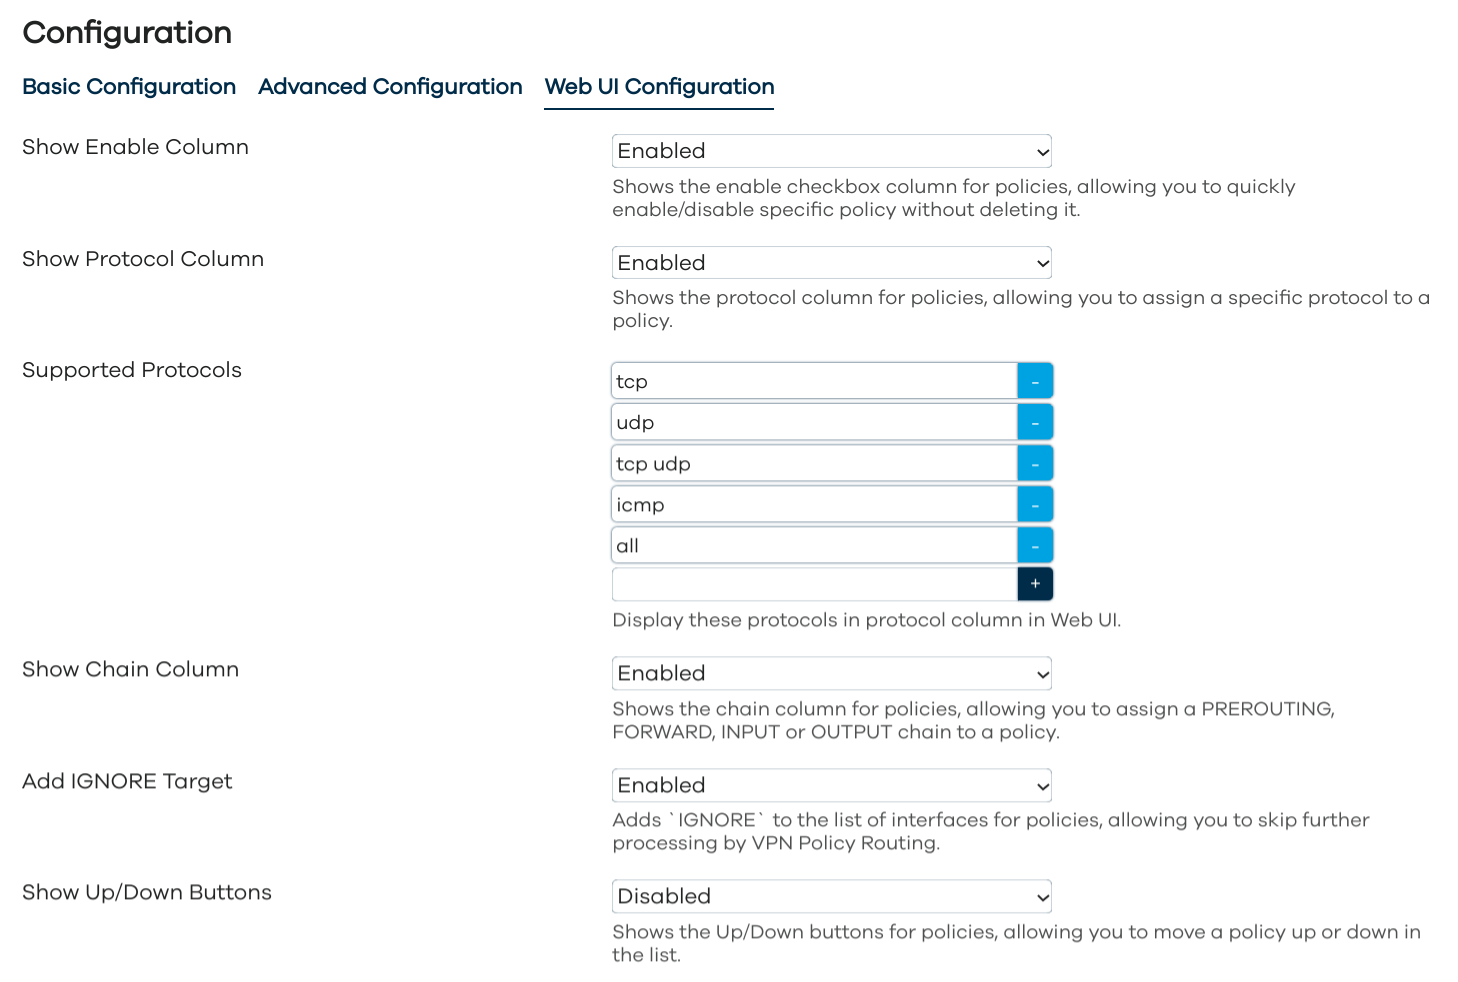 Configuration
Basic Configuration Advanced Configuration Web UI Configuration
Show Enable Column
Enabled
Shows the enable checkbox column for policies, allowing you to quickly
enable/disable specific policy without deleting it.
Show Protocol Column
Enabled
Shows the protocol column for policies, allowing you to assign a specific protocol to a
policy.
Supported Protocols
tcp
-
udp
-
tcp udp
-
icmp
-
all
-
+
Display these protocols in protocol column in Web UI.
Show Chain Column
Enabled
Shows the chain column for policies, allowing you to assign a PREROUTING,
FORWARD, INPUT or OUTPUT chain to a policy.
Add IGNORE Target
Enabled
Adds `IGNORE` to the list of interfaces for policies, allowing you to skip further
processing by VPN Policy Routing.
Show Up/Down Buttons
Disabled
Shows the Up/Down buttons for policies, allowing you to move a policy up or down in
the list.